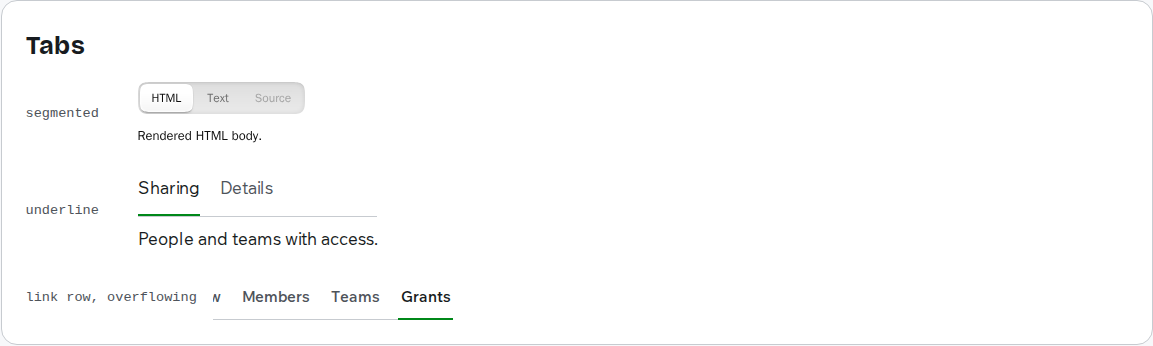 Tabs
segmented
HTML Text Source
Rendered HTML body.
underline
Sharing Details
People and teams with access.
link row, overflowing
Members Teams Grants